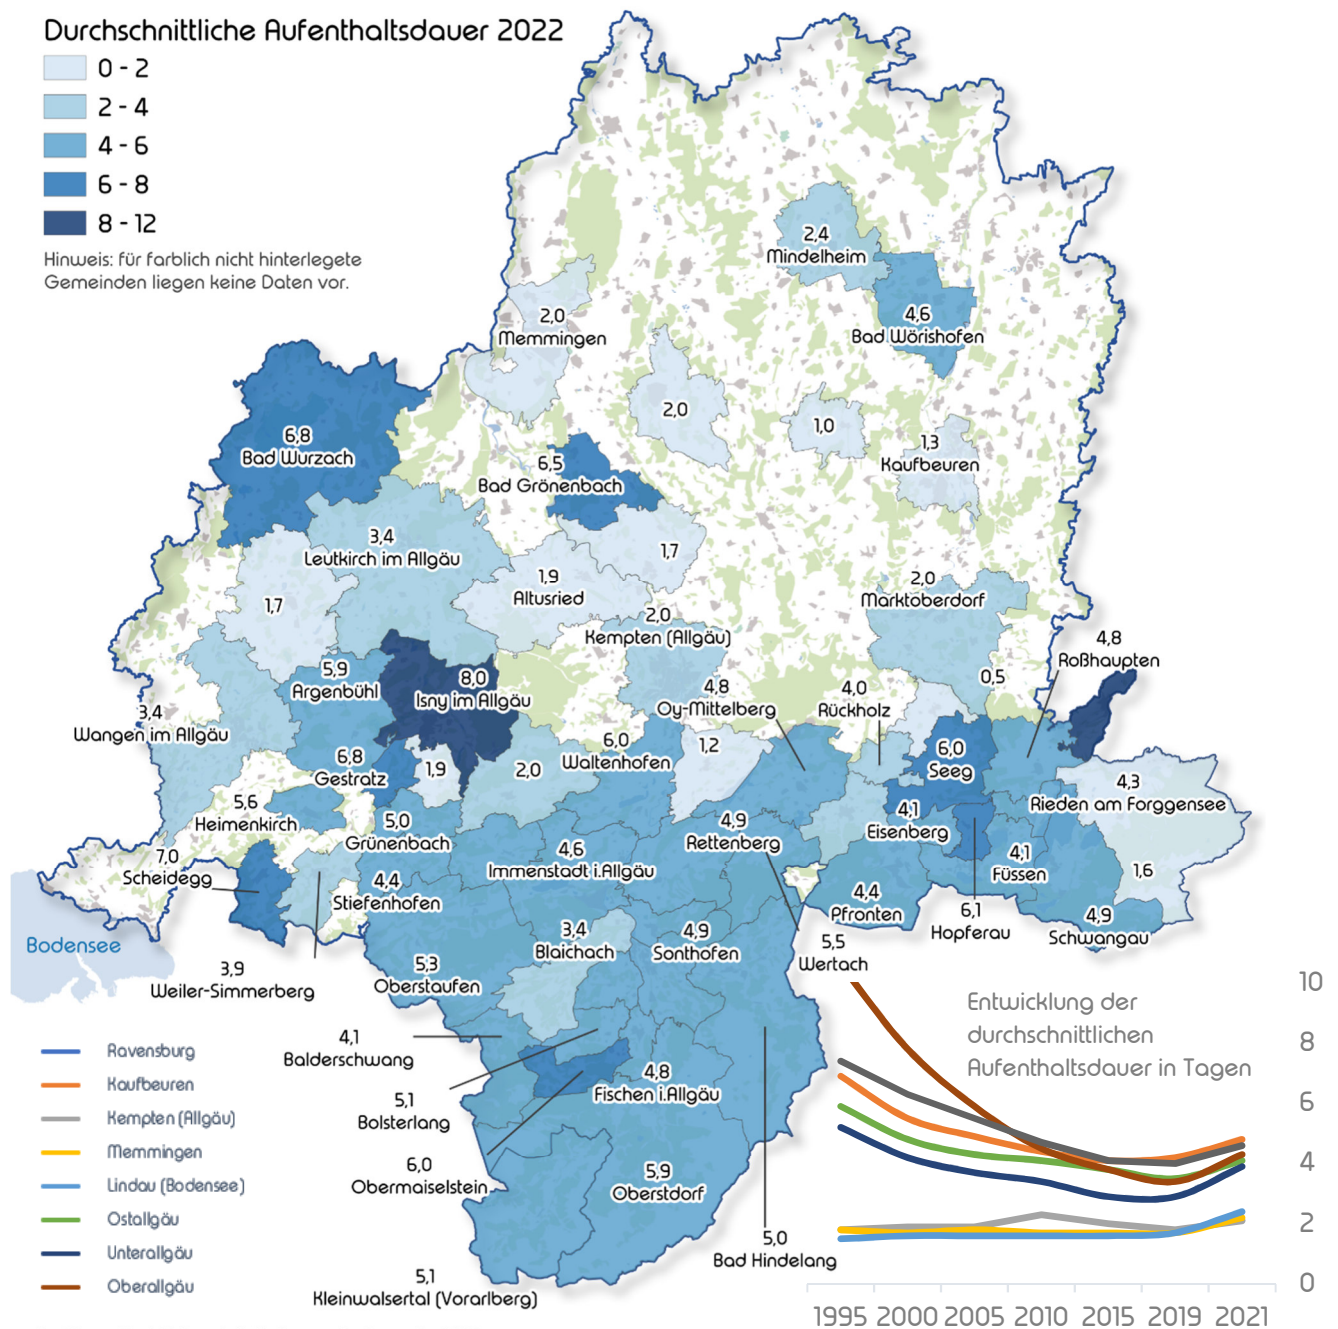 Durchschnittliche Aufenthaltsdauer 2022
0 - 2
2 - 4
4 - 6
6 - 8
8 - 12
Hinweis: für farblich nicht hinterlegete
Gemeinden liegen keine Daten vor.
2,4
Mindelheim
4,6
Bad Wörishofen
2,0
Memmingen
2,0
1,0
1,3
Kaufbeuren
6,8
Bad Wurzach
6,5
Bad Grönenbach
3,4
Leutkirch im Allgäu
1,7
1,9
Altusried
1,7
2,0
Kempten (Allgäu)
2,0
Marktoberdorf
4,8
Roßhaupten
5,9
Argenbühl
8,0
Isny im Allgäu
4,8
Oy-Mittelberg
4,0
Rückholz
0,5
3,4
Wangen im Allgäu
6,8
Gestratz
1,9
2,0
6,0
Waltenhofen
1,2
6,0
Seeg
4,3
Rieden am Forggensee
5,6
Heimenkirch
5,0
Grünenbach
4,6
Immenstadt i.Allgäu
4,9
Rettenberg
4,1
Eisenberg
4,1
Füssen
1,6
7,0
Scheidegg
4,4
Stiefenhofen
4,4
Pfronten
6,1
Hopferau
4,9
Schwangau
Bodensee
3,9
Weiler-Simmerberg
5,3
Oberstaufen
3,4
Blaichach
4,9
Sonthofen
5,5
Wertach
4,1
Balderschwang
5,1
Bolsterlang
4,8
Fischen i.Allgäu
6,0
Obermaiselstein
5,9
Oberstdorf
5,0
Bad Hindelang
5,1
Kleinwalsertal (Vorarlberg)
Ravensburg
Kaufbeuren
Kempten (Allgäu)
Memmingen
Lindau (Bodensee)
Ostallgäu
Unterallgäu
Oberallgäu
Entwicklung der
durchschnittlichen
Aufenthaltsdauer in Tagen
10
8
6
4
2
0
1995 2000 2005 2010 2015 2019 2021